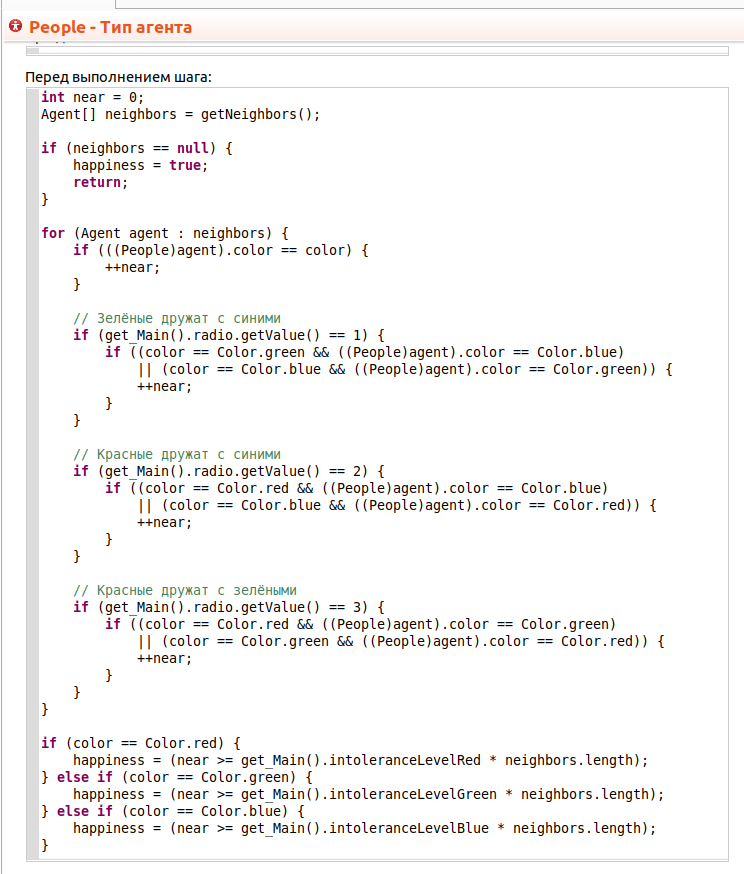 People - Тип агента
Перед выполнением шага:
int near = 0;
Agent[] neighbors = getNeighbors();
if (neighbors == null) {
    happiness = true;
    return;
}
for (Agent agent : neighbors) {
    if (((People)agent).color == color) {
        ++near;
    }
    // Зелёные дружат с синими
    if (get_Main().radio.getValue() == 1) {
        if ((color == Color.green && ((People)agent).color == Color.blue)
            || (color == Color.blue && ((People)agent).color == Color.green)) {
            ++near;
        }
    }
    // Красные дружат с синими
    if (get_Main().radio.getValue() == 2) {
        if ((color == Color.red && ((People)agent).color == Color.blue)
            || (color == Color.blue && ((People)agent).color == Color.red)) {
            ++near;
        }
    }
    // Красные дружат с зелёными
    if (get_Main().radio.getValue() == 3) {
        if ((color == Color.red && ((People)agent).color == Color.green)
            || (color == Color.green && ((People)agent).color == Color.red)) {
            ++near;
        }
    }
}
if (color == Color.red) {
    happiness = (near >= get_Main().intoleranceLevelRed * neighbors.length);
} else if (color == Color.green) {
    happiness = (near >= get_Main().intoleranceLevelGreen * neighbors.length);
} else if (color == Color.blue) {
    happiness = (near >= get_Main().intoleranceLevelBlue * neighbors.length);
}